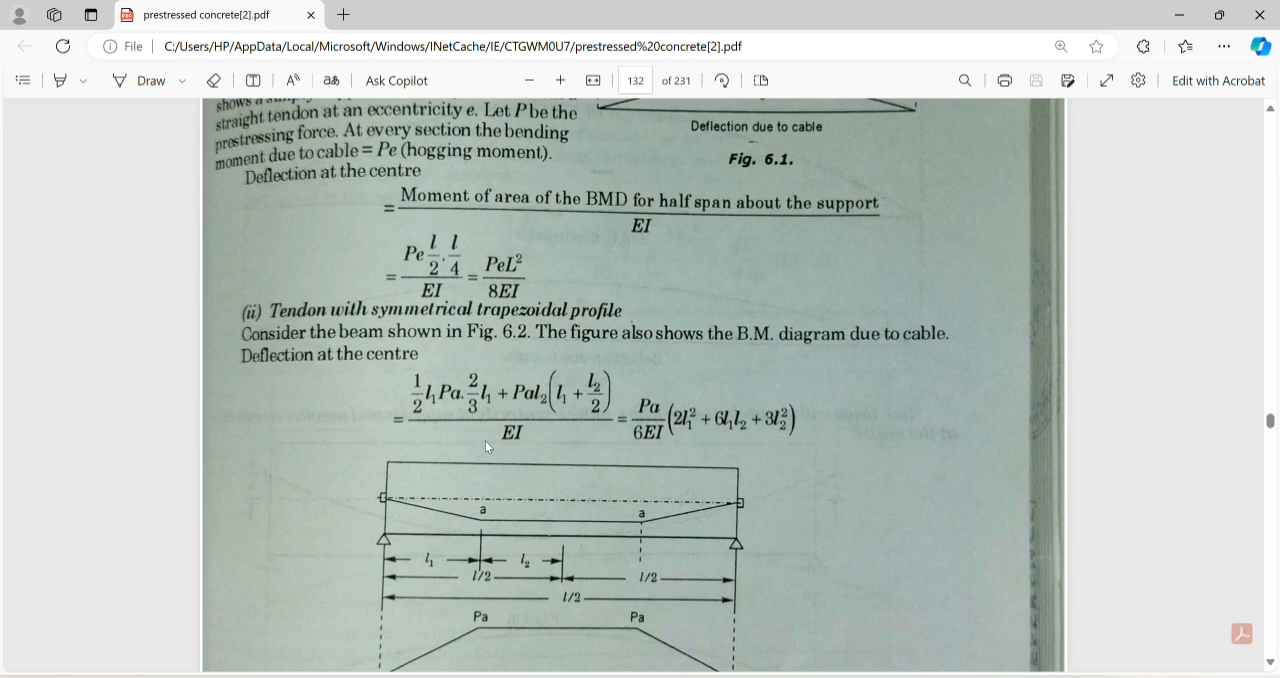 prestressed concrete[2].pdf
File | C:/Users/HP/AppData/Local/Microsoft/Windows/INetCache/IE/CTGWM0U7/prestressed%20concrete[2].pdf
Draw
A
aあ
Ask Copilot
132 of 231
Edit with Acrobat
shows a
straight tendon at an eccentricity e. Let P be the
prestressing force. At every section the bending
moment due to cable = Pe (hogging moment).
Deflection due to cable
Fig. 6.1.
Deflection at the centre
= Moment of area of the BMD for half span about the support / EI
= Pe l/2 . l/4 / EI = PeL² / 8EI
(ii) Tendon with symmetrical trapezoidal profile
Consider the beam shown in Fig. 6.2. The figure also shows the B.M. diagram due to cable.
Deflection at the centre
= 1/2 l₁ Pa. 2/3 l₁ + Pal₂ (l₁ + l₂/2) / EI = Pa/6EI (2l₁² + 6l₁l₂ + 3l₂²)
a a
l₁ l₂
l/2 l/2
l/2
Pa Pa